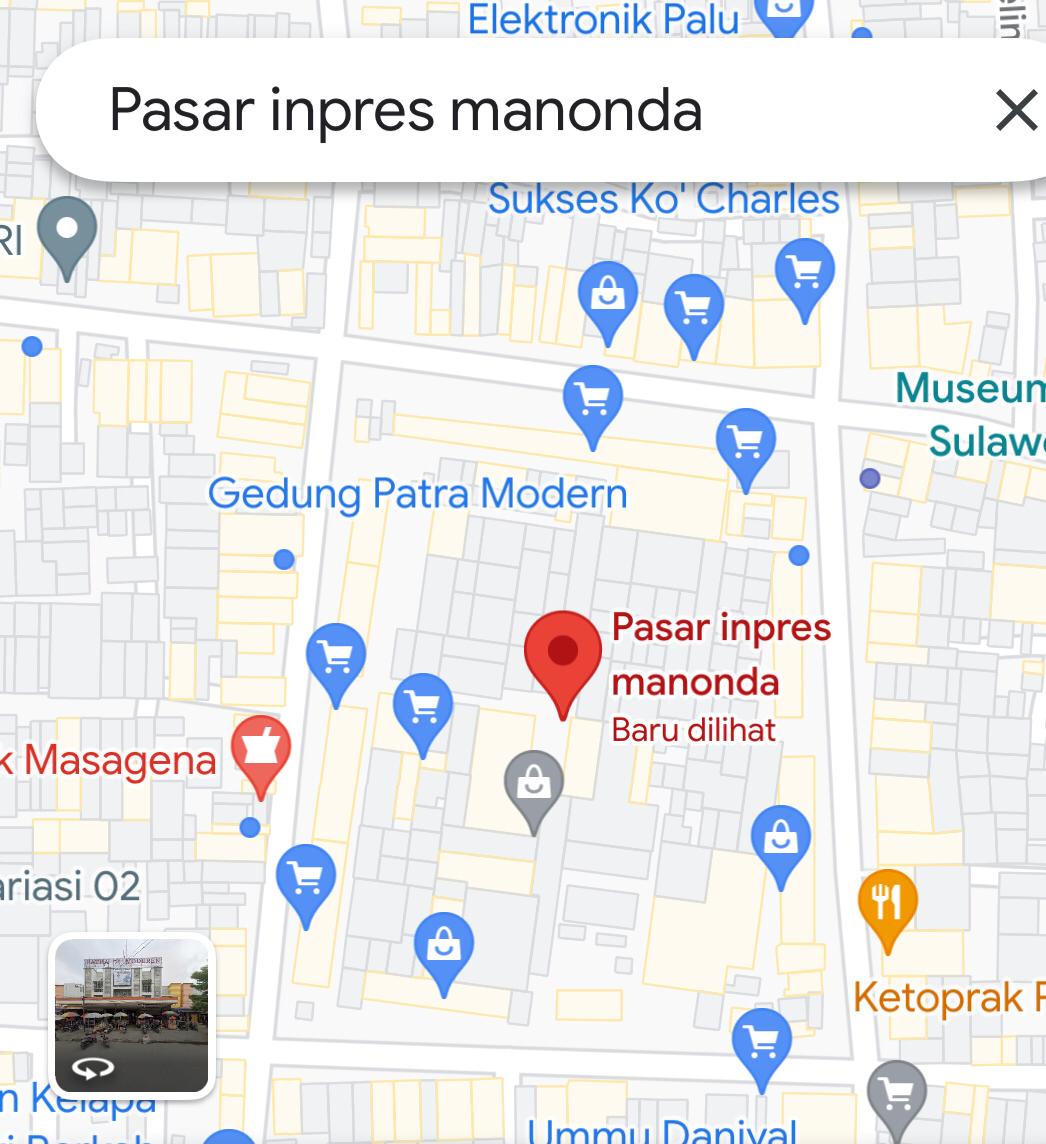 Elektronik Palu
Pasar inpres manonda
Sukses Ko' Charles
RI
Museum
Sulawe
Gedung Patra Modern
Pasar inpres
manonda
Baru dilihat
k Masagena
ariasi 02
Ketoprak
n Kelapa
Ummu Daniyal